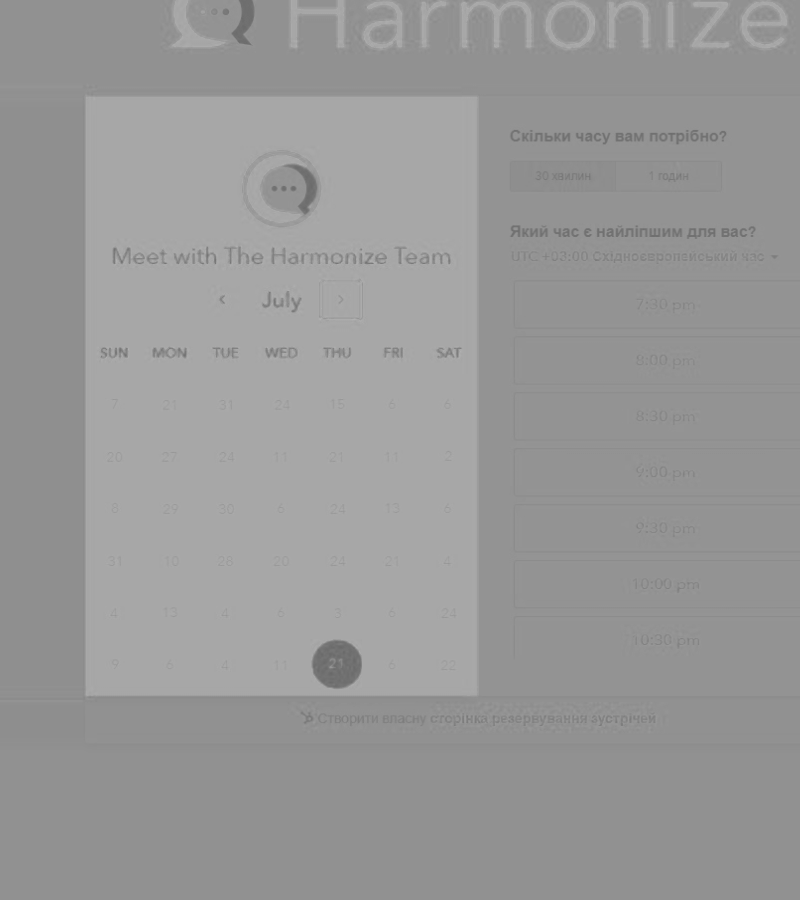 Harmonize
Meet with The Harmonize Team
July
SUN MON TUE WED THU FRI SAT
7 21 31 24 15 6 6
20 27 24 11 21 11 2
8 29 30 6 24 13 6
31 10 28 20 24 21 4
4 13 4 6 3 6 24
9 6 4 11 21 6 22
Скільки часу вам потрібно?
30 хвилин 1 годин
Який час є найліпшим для вас?
UTC +03:00 Східноєвропейський час
7:30 pm
8:00 pm
8:30 pm
9:00 pm
9:30 pm
10:00 pm
10:30 pm
Створити власну сторінка резервування зустрічей